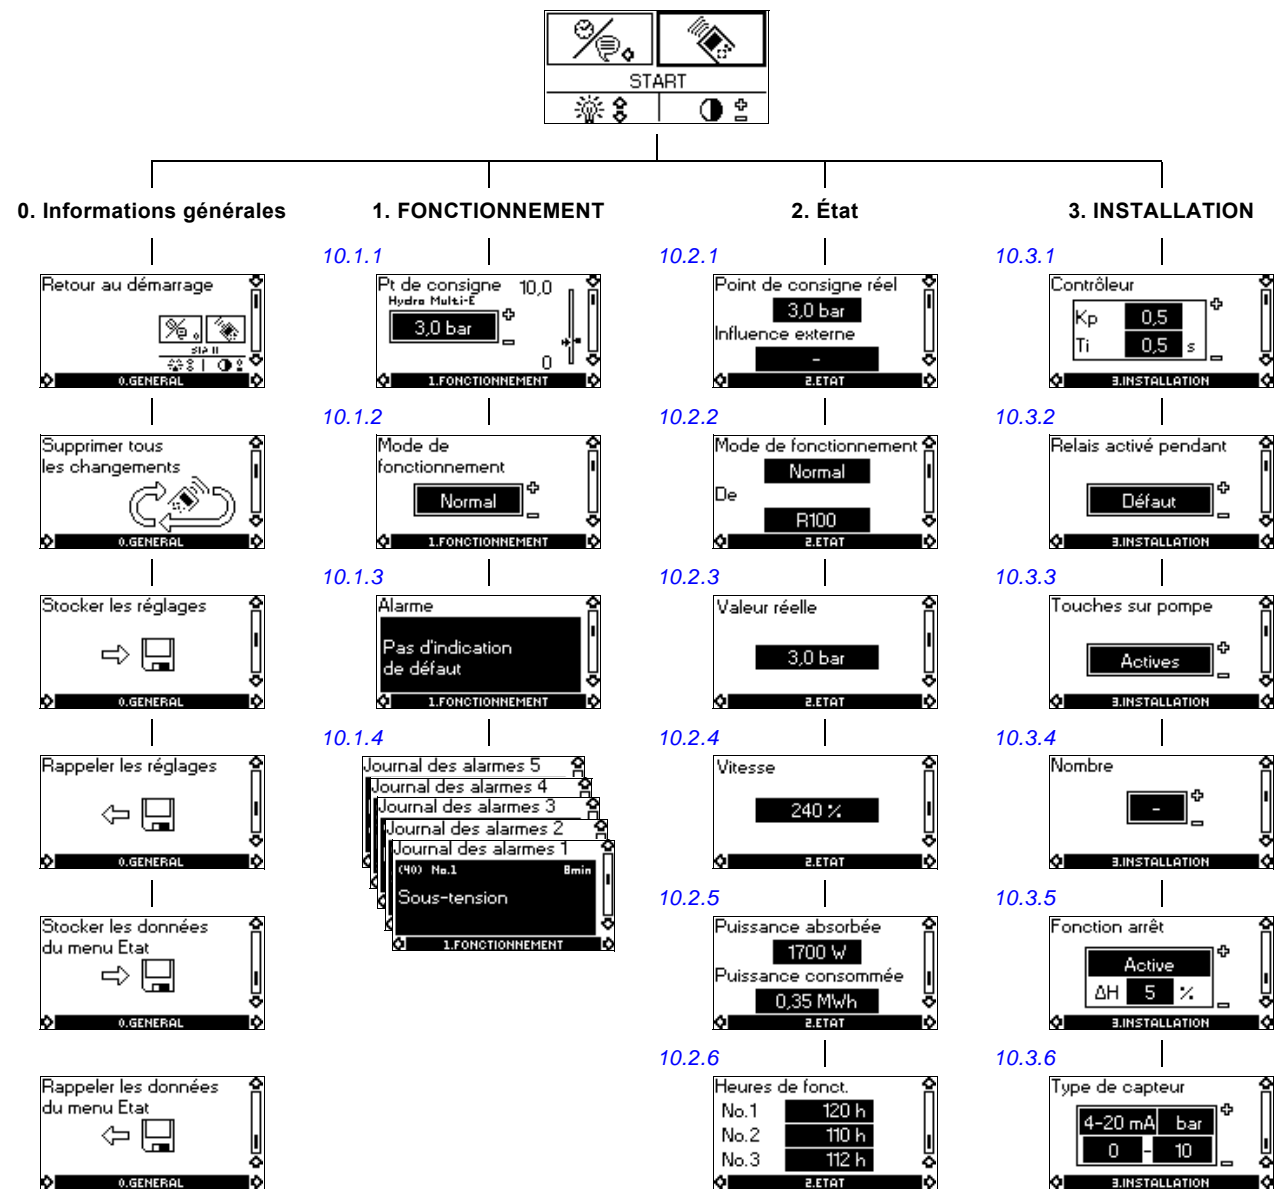 START
0. Informations générales
1. FONCTIONNEMENT
2. État
3. INSTALLATION
Retour au démarrage
0.GENERAL
Supprimer tous
les changements
0.GENERAL
Stocker les réglages
0.GENERAL
Rappeler les réglages
0.GENERAL
Stocker les données
du menu Etat
0.GENERAL
Rappeler les données
du menu Etat
0.GENERAL
10.1.1
Pt de consigne 10,0
Hydro Multi-E
3,0 bar
0
1.FONCTIONNEMENT
10.1.2
Mode de
fonctionnement
Normal
1.FONCTIONNEMENT
10.1.3
Alarme
Pas d'indication
de défaut
1.FONCTIONNEMENT
10.1.4
Journal des alarmes 5
Journal des alarmes 4
Journal des alarmes 3
Journal des alarmes 2
Journal des alarmes 1
(40) No.1 8min
Sous-tension
1.FONCTIONNEMENT
10.2.1
Point de consigne réel
3,0 bar
Influence externe
-
2.ETAT
10.2.2
Mode de fonctionnement
Normal
De
R100
2.ETAT
10.2.3
Valeur réelle
3,0 bar
2.ETAT
10.2.4
Vitesse
240 %
2.ETAT
10.2.5
Puissance absorbée
1700 W
Puissance consommée
0,35 MWh
2.ETAT
10.2.6
Heures de fonct.
No.1 120 h
No.2 110 h
No.3 112 h
2.ETAT
10.3.1
Contrôleur
Kp 0,5
Ti 0,5 s
3.INSTALLATION
10.3.2
Relais activé pendant
Défaut
3.INSTALLATION
10.3.3
Touches sur pompe
Actives
3.INSTALLATION
10.3.4
Nombre
-
3.INSTALLATION
10.3.5
Fonction arrêt
Active
ΔH 5 %
3.INSTALLATION
10.3.6
Type de capteur
4-20 mA bar
0 - 10
3.INSTALLATION